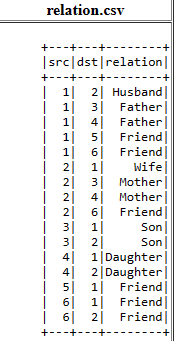 relation.csv
+---+---+--------+
|src|dst|relation|
+---+---+--------+
|  1|  2| Husband|
|  1|  3|  Father|
|  1|  4|  Father|
|  1|  5|  Friend|
|  1|  6|  Friend|
|  2|  1|    Wife|
|  2|  3|  Mother|
|  2|  4|  Mother|
|  2|  6|  Friend|
|  3|  1|     Son|
|  3|  2|     Son|
|  4|  1|Daughter|
|  4|  2|Daughter|
|  5|  1|  Friend|
|  6|  1|  Friend|
|  6|  2|  Friend|
+---+---+--------+